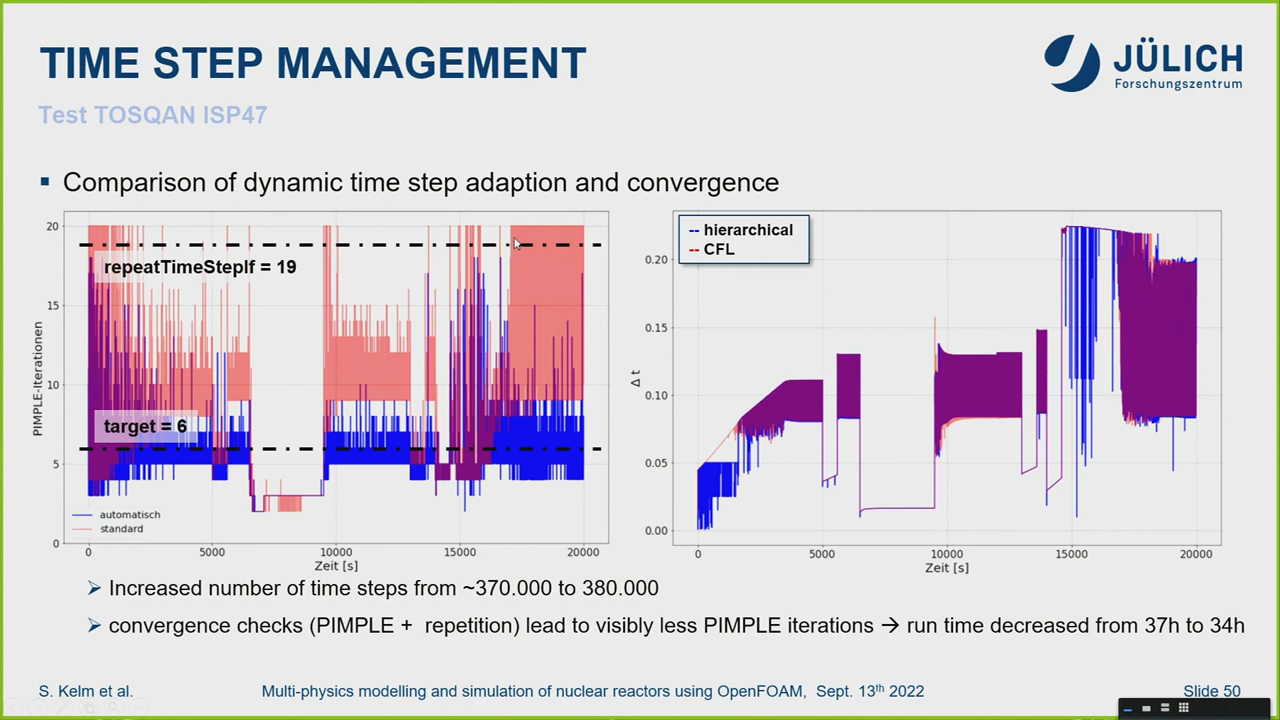 TIME STEP MANAGEMENT
JÜLICH
Forschungszentrum
Test TOSQAN ISP47
▪ Comparison of dynamic time step adaption and convergence
20
15
10
5
0
PIMPLE-Iterationen
repeatTimeStepIf = 19
target = 6
automatisch
standard
0 5000 10000 15000 20000
Zeit [s]
-- hierarchical
-- CFL
0.20
0.15
0.10
0.05
0.00
Δ t
0 5000 10000 15000 20000
Zeit [s]
➢ Increased number of time steps from ~370.000 to 380.000
➢ convergence checks (PIMPLE + repetition) lead to visibly less PIMPLE iterations → run time decreased from 37h to 34h
S. Kelm et al. Multi-physics modelling and simulation of nuclear reactors using OpenFOAM, Sept. 13th 2022 Slide 50